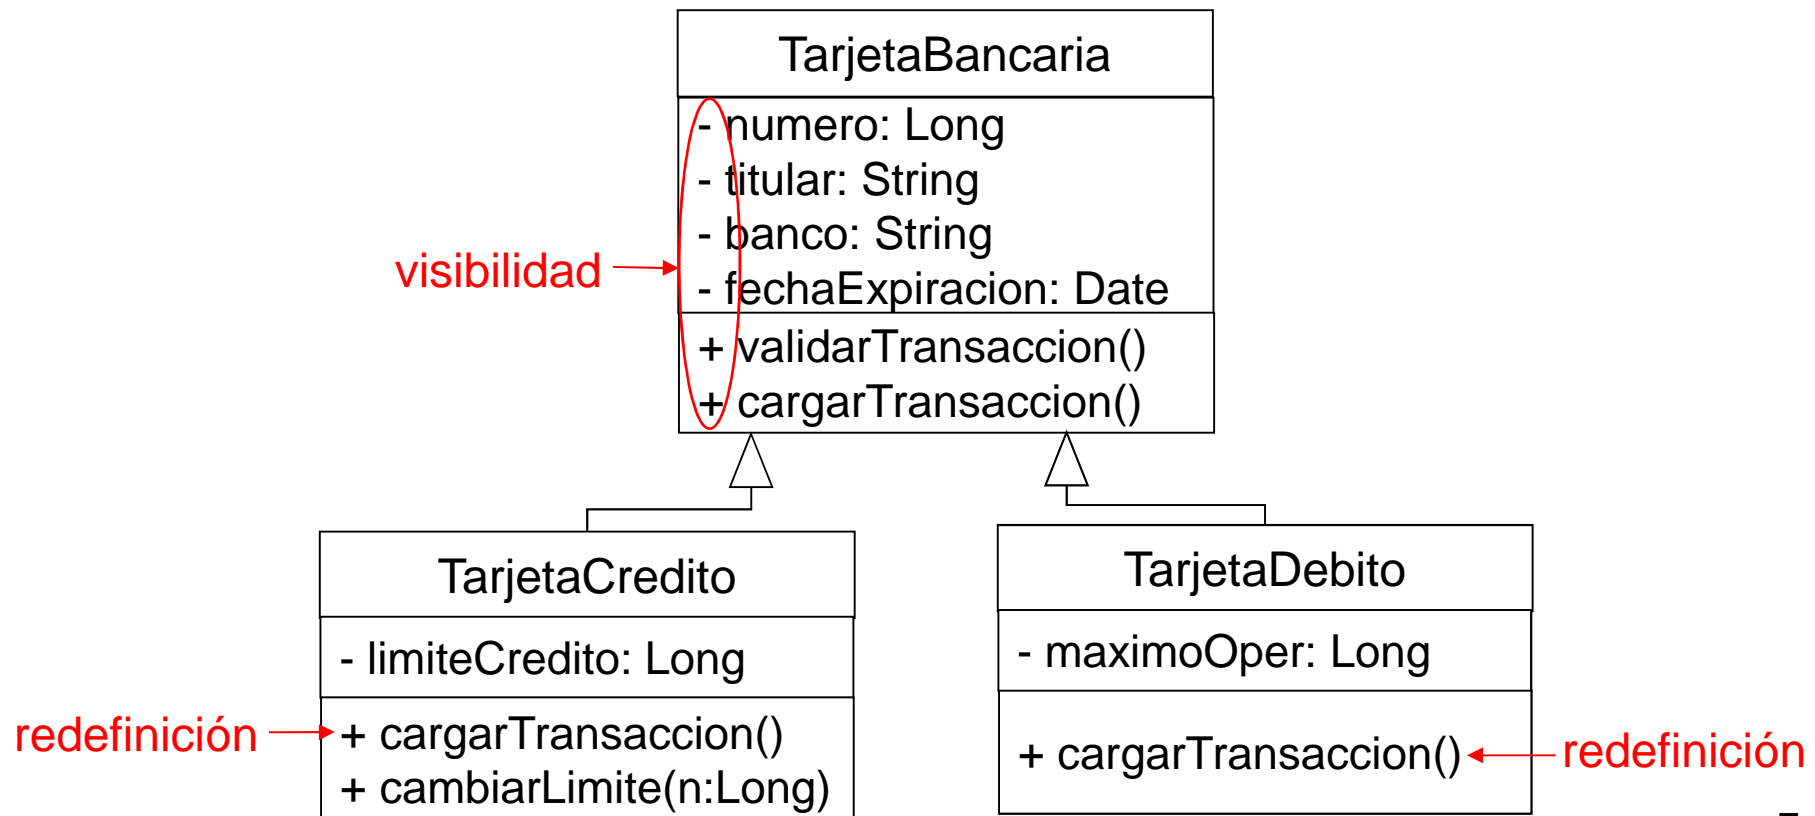 TarjetaBancaria
- numero: Long
- titular: String
- banco: String
visibilidad
- fechaExpiracion: Date
+ validarTransaccion()
+ cargarTransaccion()
TarjetaCredito
- limiteCredito: Long
redefinición
+ cargarTransaccion()
+ cambiarLimite(n:Long)
TarjetaDebito
- maximoOper: Long
+ cargarTransaccion()
redefinición